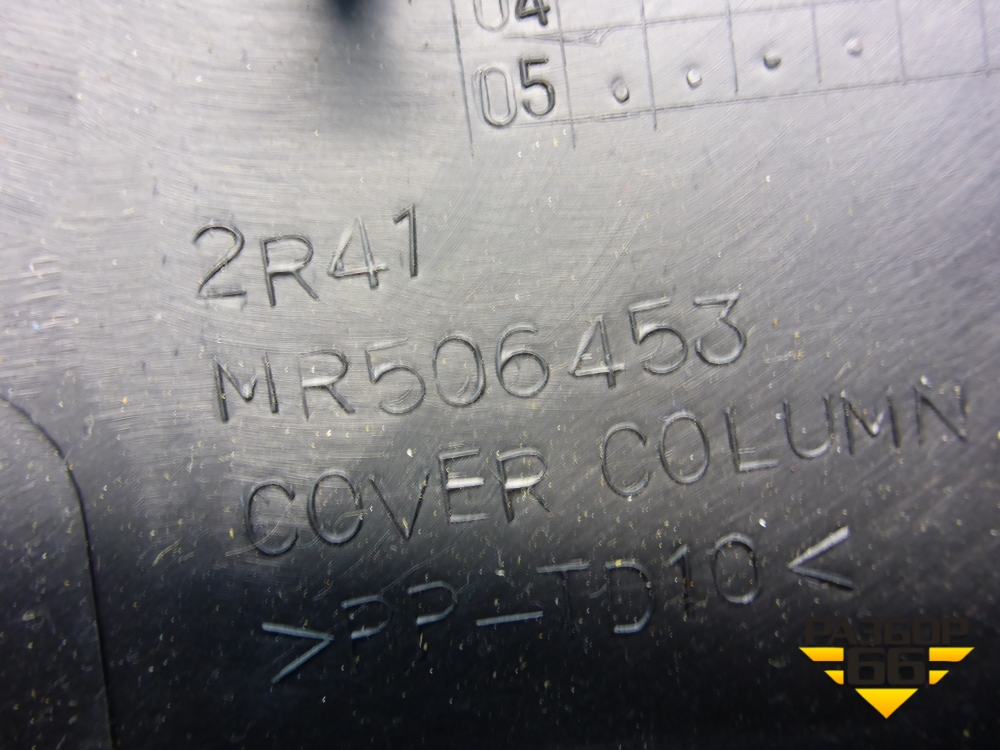 04
05
2R41
MR506453
COVER COLUMN
>PP-TD10<
РАЗБОР
66